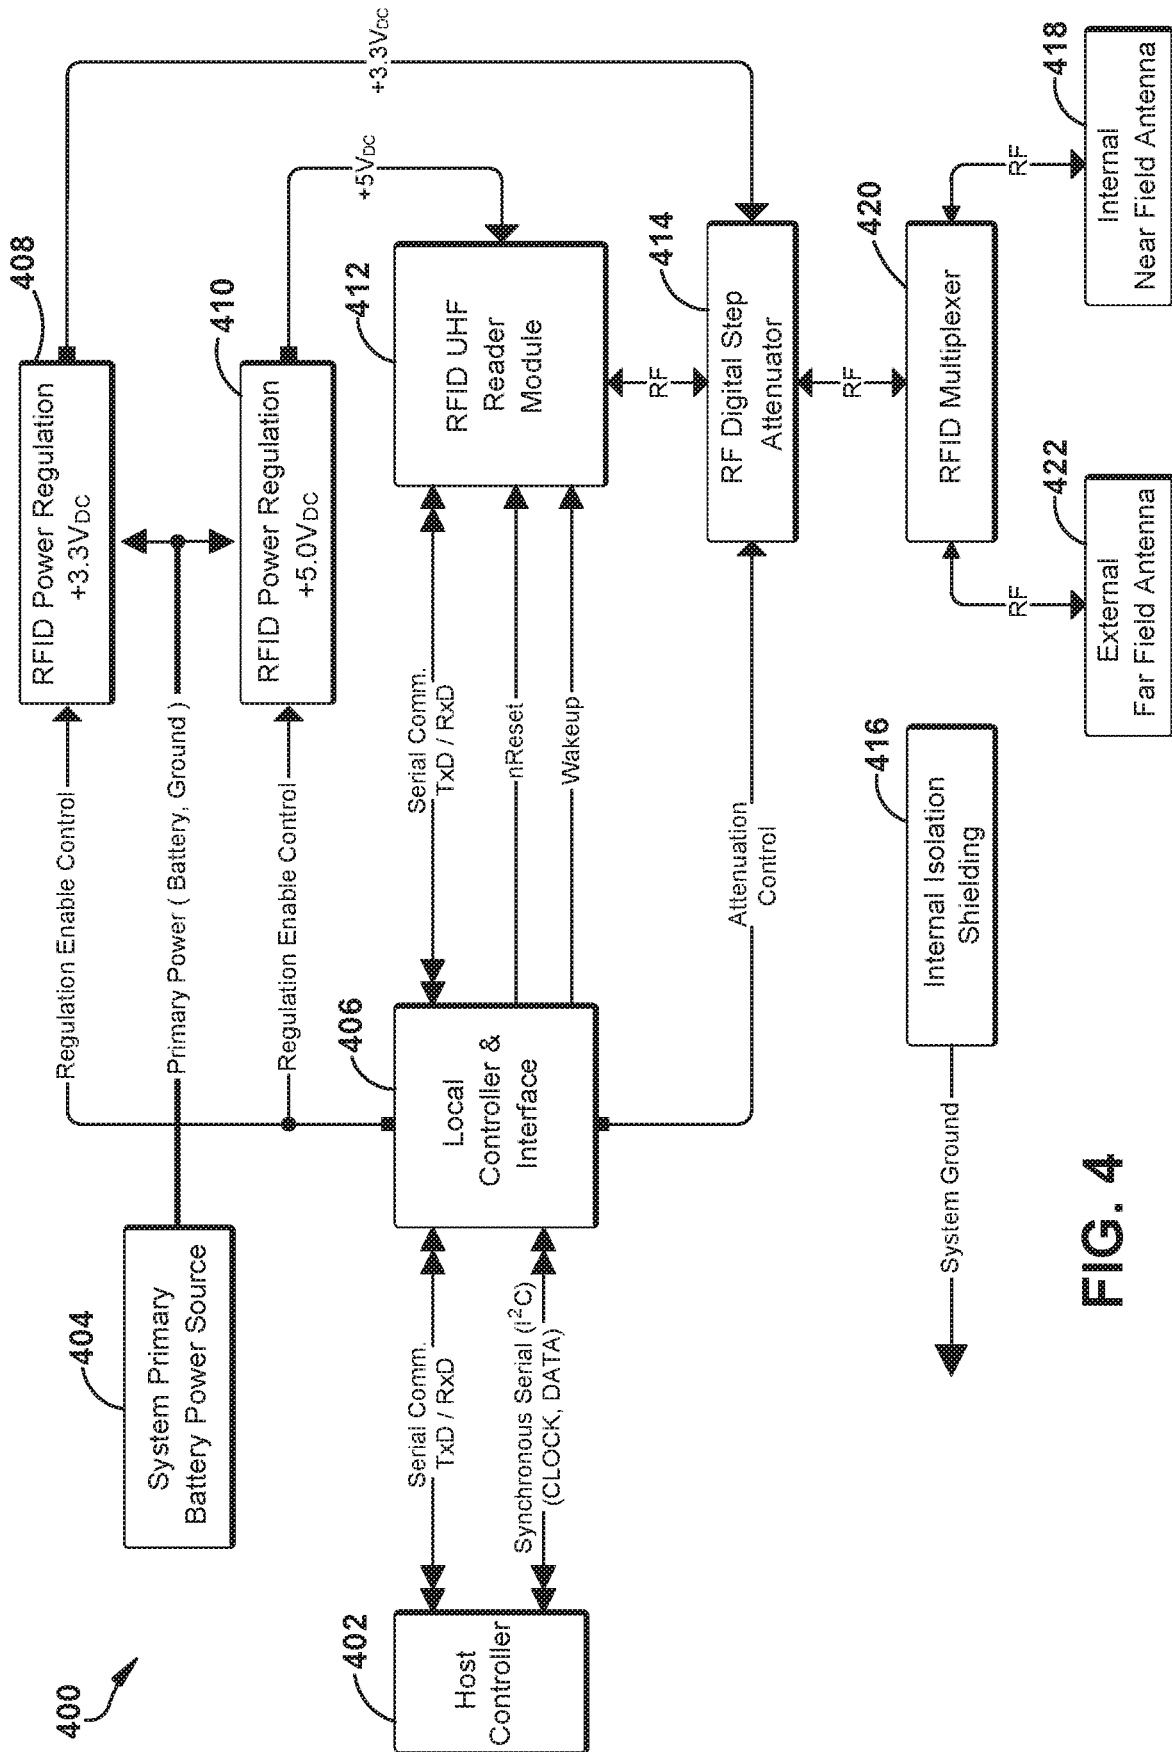 400
404
System Primary
Battery Power Source
Regulation Enable Control
Primary Power ( Battery, Ground )
Regulation Enable Control
408
RFID Power Regulation
+3.3VDC
410
RFID Power Regulation
+5.0VDC
+3.3VDC
+5VDC
402
Host
Controller
Serial Comm.
TxD / RxD
Synchronous Serial (I²C)
(CLOCK, DATA)
406
Local
Controller &
Interface
Serial Comm.
TxD / RxD
nReset
Wakeup
412
RFID UHF
Reader
Module
RF
Attenuation
Control
414
RF Digital Step
Attenuator
RF
System Ground
416
Internal Isolation
Shielding
420
RFID Multiplexer
RF
RF
422
External
Far Field Antenna
418
Internal
Near Field Antenna
FIG. 4